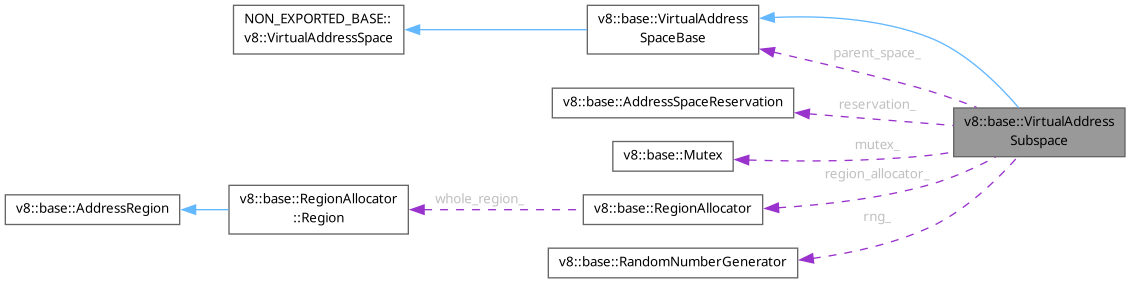 NON_EXPORTED_BASE::
v8::VirtualAddressSpace
v8::base::VirtualAddress
SpaceBase
parent_space_
v8::base::AddressSpaceReservation
reservation_
v8::base::VirtualAddress
Subspace
v8::base::Mutex
mutex_
region_allocator_
v8::base::AddressRegion
v8::base::RegionAllocator
::Region
whole_region_
v8::base::RegionAllocator
rng_
v8::base::RandomNumberGenerator